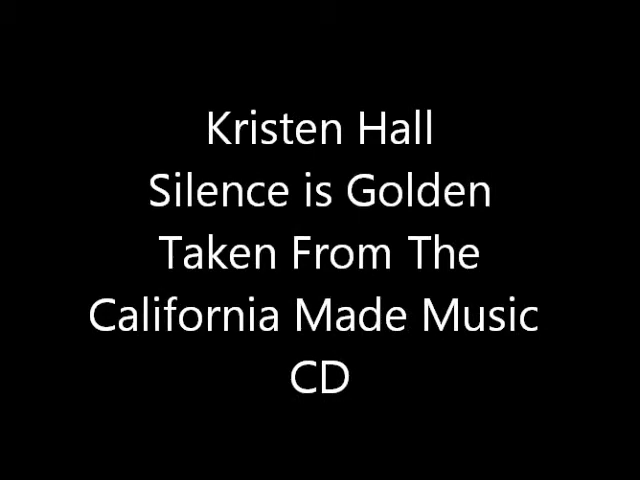 Kristen Hall
Silence is Golden
Taken From The
California Made Music
CD